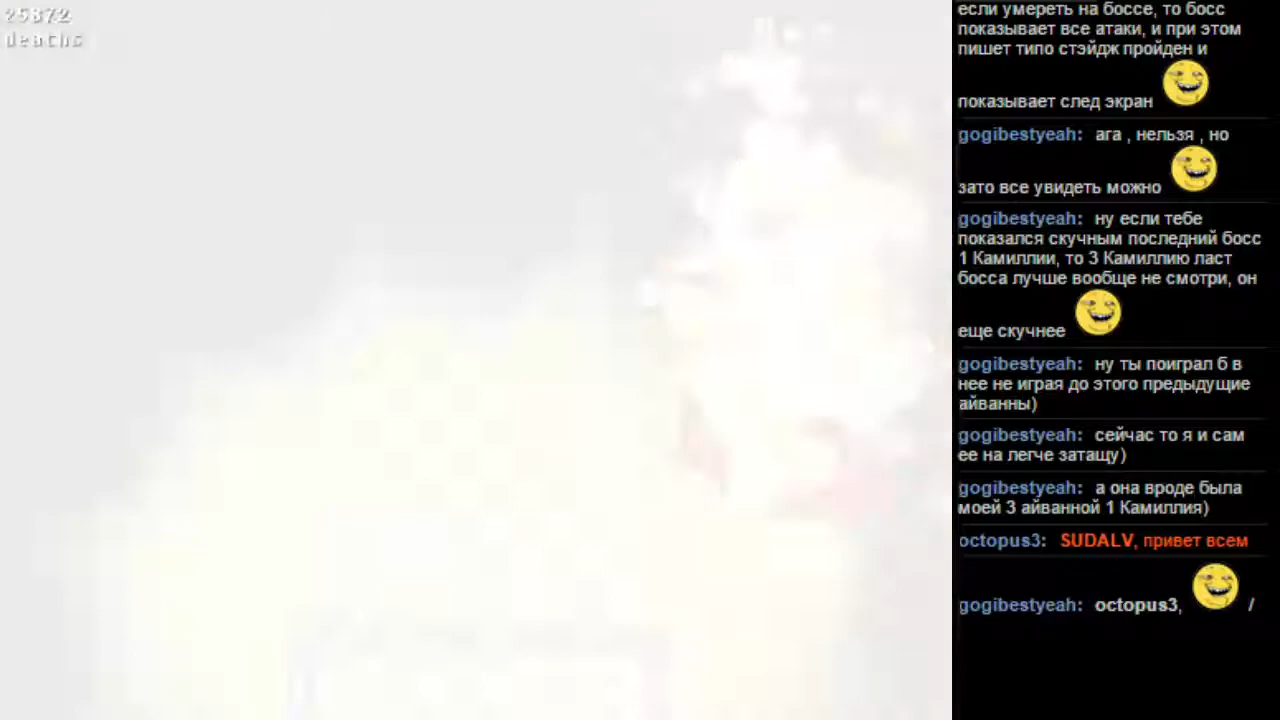 25872
deaths
если умереть на боссе, то босс
показывает все атаки, и при этом
пишет типо стэйдж пройден и
показывает след экран
gogibestyeah: ага , нельзя , но
зато все увидеть можно
gogibestyeah: ну если тебе
показался скучным последний босс
1 Камиллии, то 3 Камиллию ласт
босса лучше вообще не смотри, он
еще скучнее
gogibestyeah: ну ты поиграл б в
нее не играя до этого предыдущие
айванны)
gogibestyeah: сейчас то я и сам
ее на легче затащу)
gogibestyeah: а она вроде была
моей 3 айванной 1 Камиллия)
octopus3: SUDALV, привет всем
gogibestyeah: octopus3, /